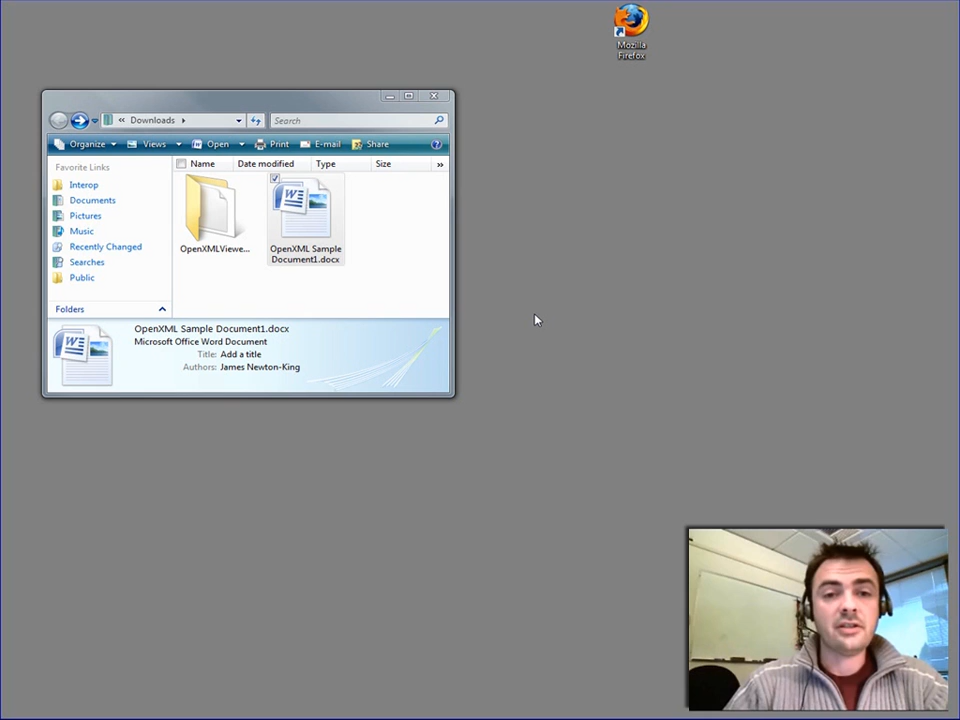 Mozilla
Firefox
« Downloads
Search
Organize Views Open Print E-mail Share
Favorite Links
Name Date modified Type Size »
Interop
Documents
Pictures
Music
Recently Changed
Searches
Public
Folders
OpenXMLViewe...
OpenXML Sample
Document1.docx
OpenXML Sample Document1.docx
Microsoft Office Word Document
Title: Add a title
Authors: James Newton-King